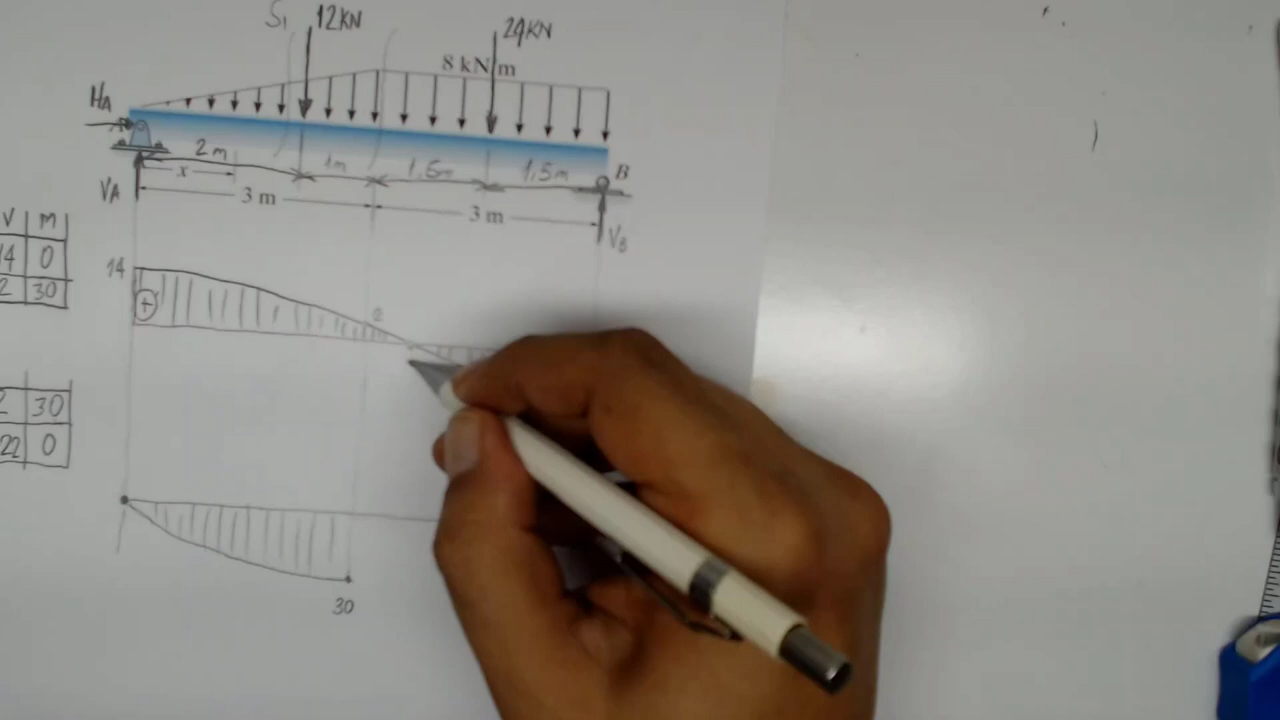 S1 12KN 24KN
8 kN/m
HA
2 m
x 1m 1,5m 1,5m B
VA 3 m 3 m VB
V M
14 0
2 30
14
+
2
2 30
22 0
30